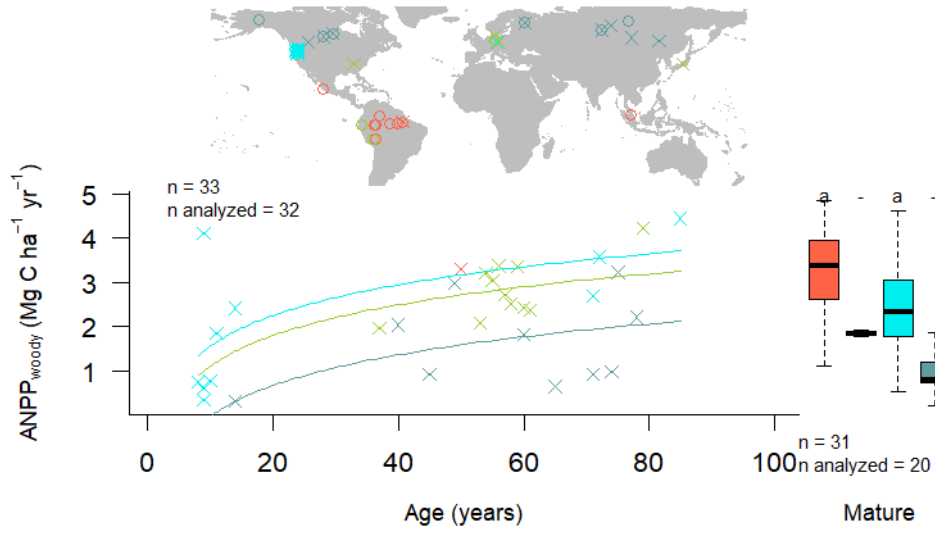 n = 33
n analyzed = 32
ANPP_woody (Mg C ha⁻¹ yr⁻¹)
5
4
3
2
1
0 20 40 60 80 100
Age (years)
a - a -
n = 31
n analyzed = 20
Mature